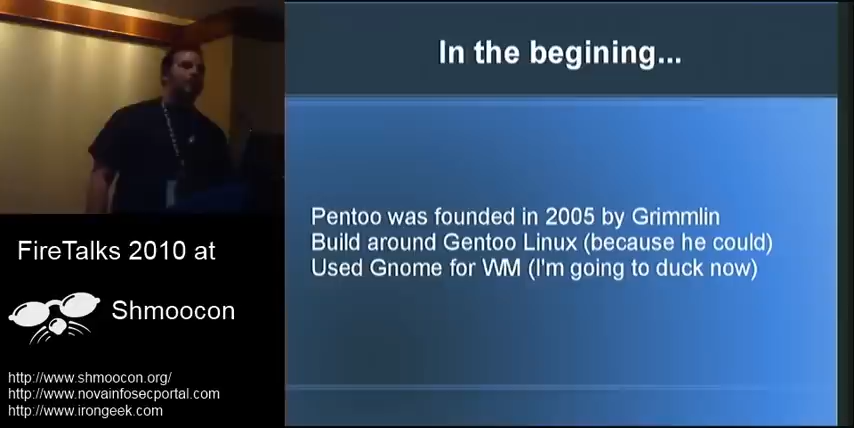 In the begining...
Pentoo was founded in 2005 by Grimmlin
Build around Gentoo Linux (because he could)
Used Gnome for WM (I'm going to duck now)
FireTalks 2010 at
Shmoocon
http://www.shmoocon.org/
http://www.novainfosecportal.com
http://www.irongeek.com